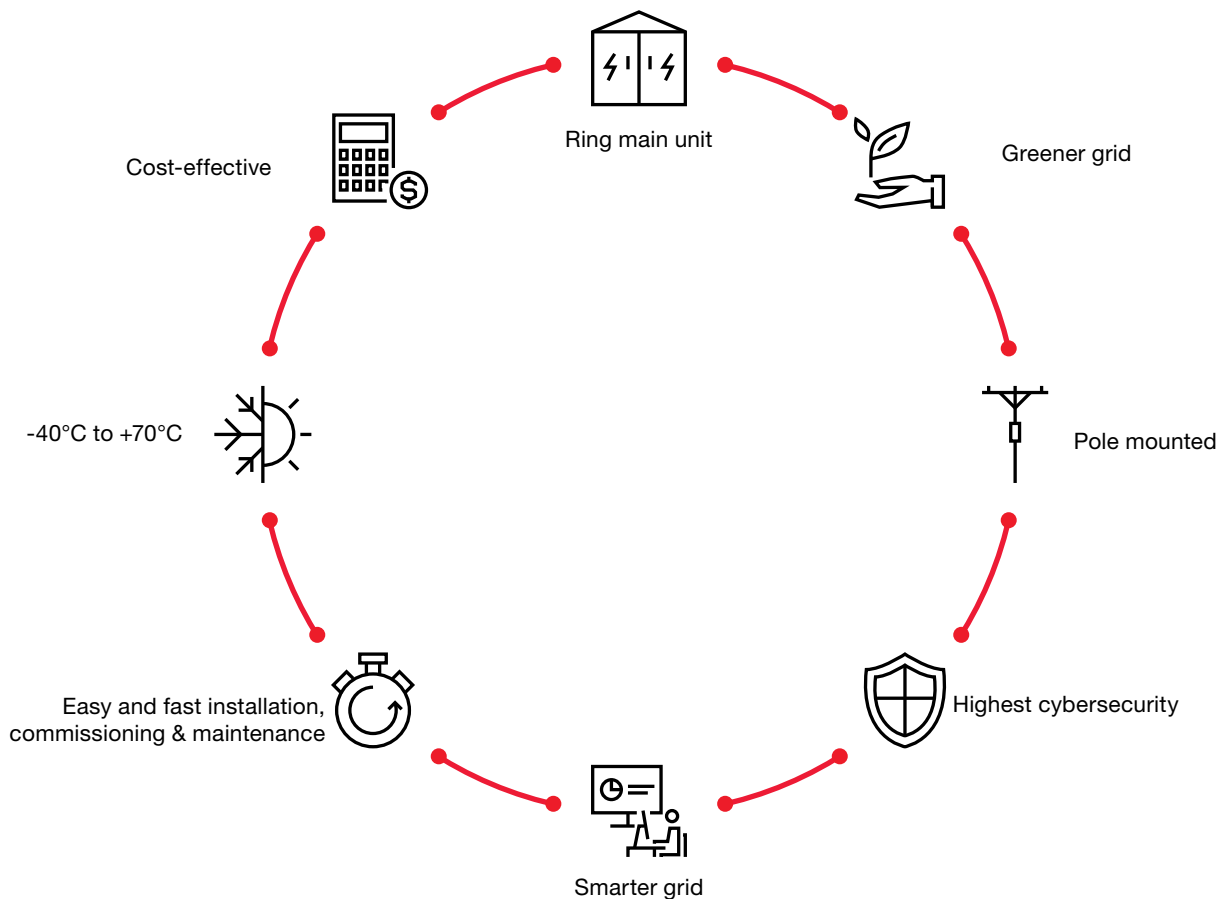 Ring main unit
Greener grid
Pole mounted
Highest cybersecurity
Smarter grid
Easy and fast installation,
commissioning & maintenance
-40°C to +70°C
Cost-effective
$